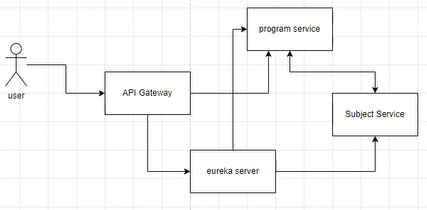 program service
user
API Gateway
Subject Service
eureka server